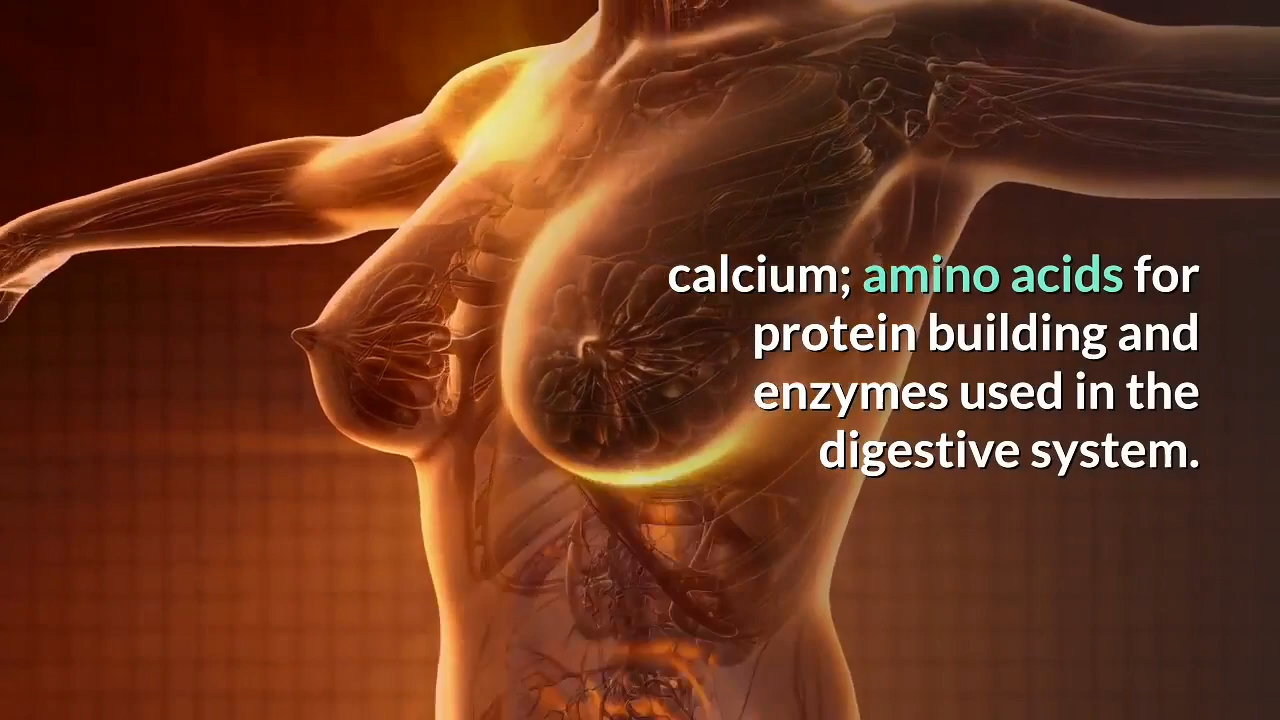 calcium; amino acids for
protein building and
enzymes used in the
digestive system.